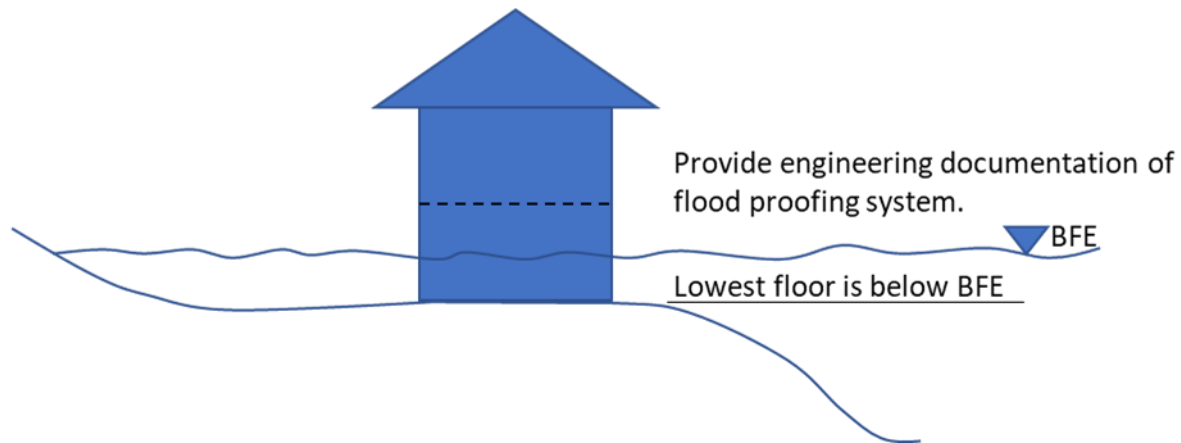 Provide engineering documentation of
flood proofing system.
BFE
Lowest floor is below BFE